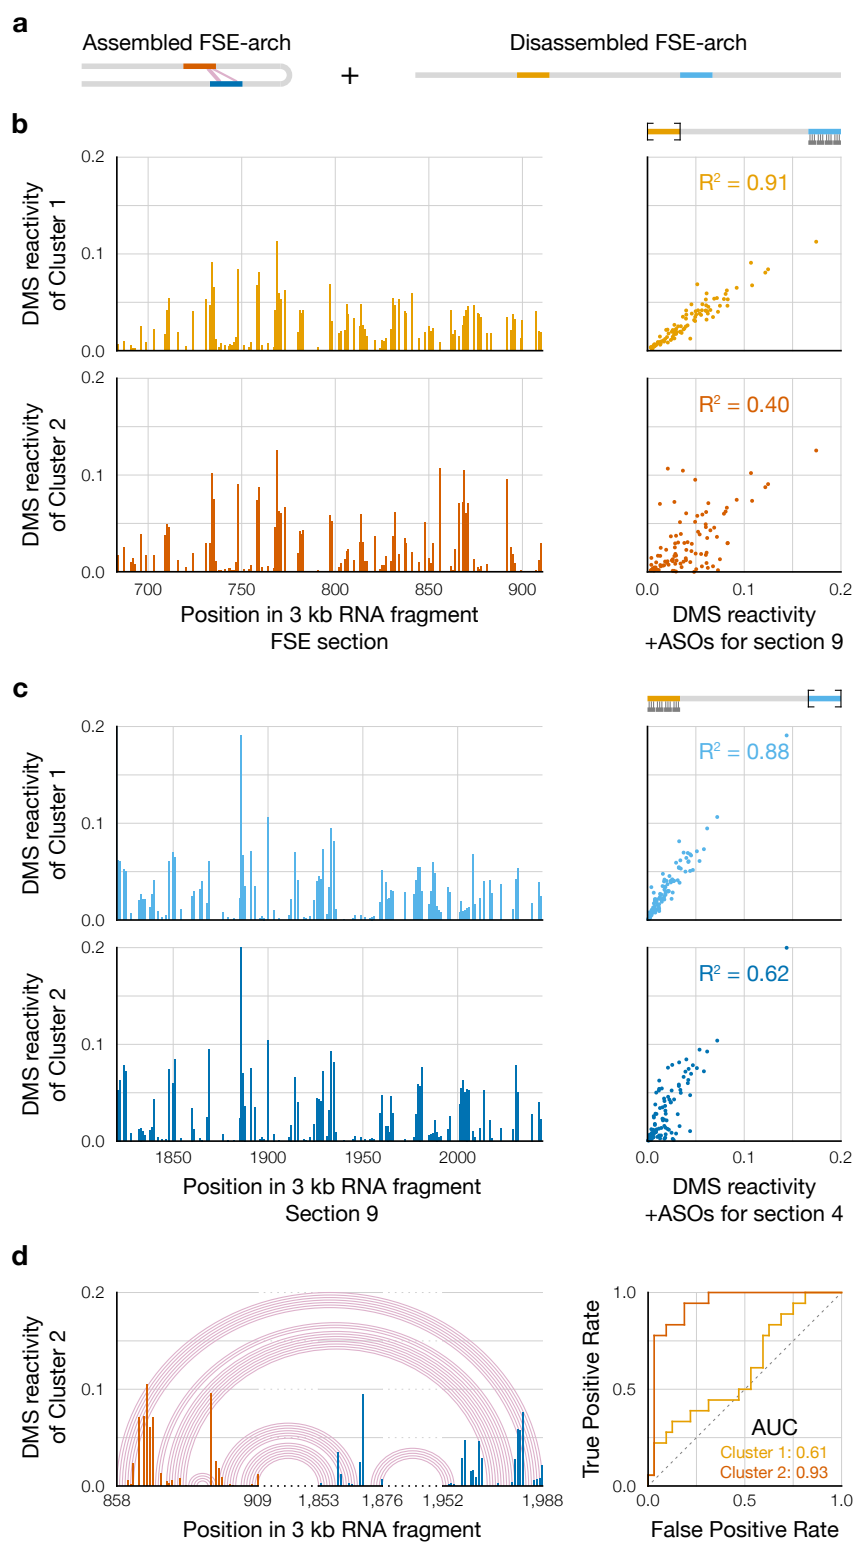 a
Assembled FSE-arch
+
Disassembled FSE-arch
b
DMS reactivity
of Cluster 1
0.2
0.1
0.0
R² = 0.91
DMS reactivity
of Cluster 2
0.2
0.1
0.0
700
750
800
850
900
Position in 3 kb RNA fragment
FSE section
R² = 0.40
0.0
0.1
0.2
DMS reactivity
+ASOs for section 9
c
DMS reactivity
of Cluster 1
0.2
0.1
0.0
R² = 0.88
DMS reactivity
of Cluster 2
0.2
0.1
0.0
1850
1900
1950
2000
Position in 3 kb RNA fragment
Section 9
R² = 0.62
0.0
0.1
0.2
DMS reactivity
+ASOs for section 4
d
DMS reactivity
of Cluster 2
0.2
0.1
0.0
858
909
1,853
1,876
1,952
1,988
Position in 3 kb RNA fragment
True Positive Rate
1.0
0.5
0.0
AUC
Cluster 1: 0.61
Cluster 2: 0.93
0.0
0.5
1.0
False Positive Rate